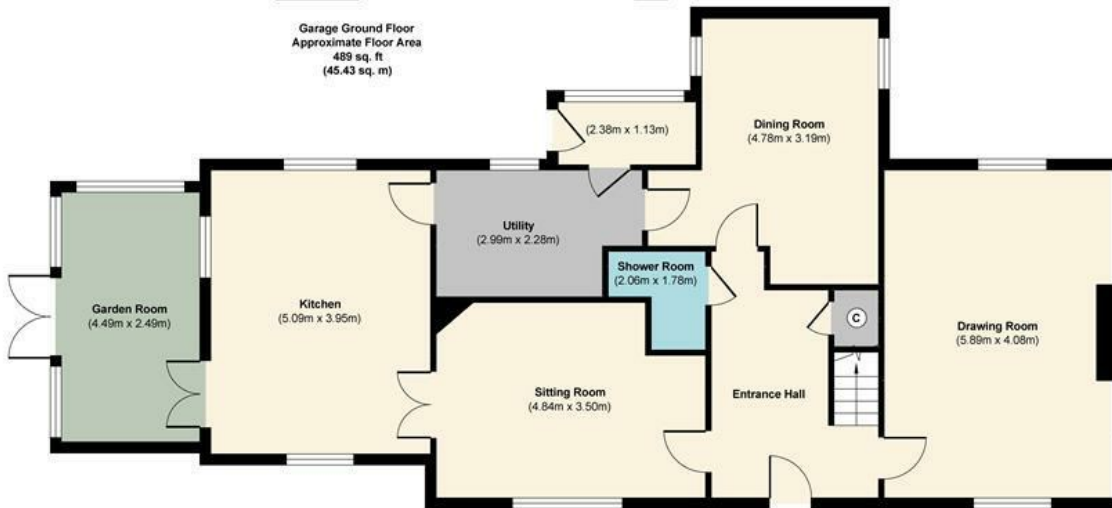 Garage Ground Floor
Approximate Floor Area
489 sq. ft
(45.43 sq. m)
(2.38m x 1.13m)
Dining Room
(4.78m x 3.19m)
Utility
(2.99m x 2.28m)
Shower Room
(2.06m x 1.78m)
Garden Room
(4.49m x 2.49m)
Kitchen
(5.09m x 3.95m)
C
Drawing Room
(5.89m x 4.08m)
Sitting Room
(4.84m x 3.50m)
Entrance Hall